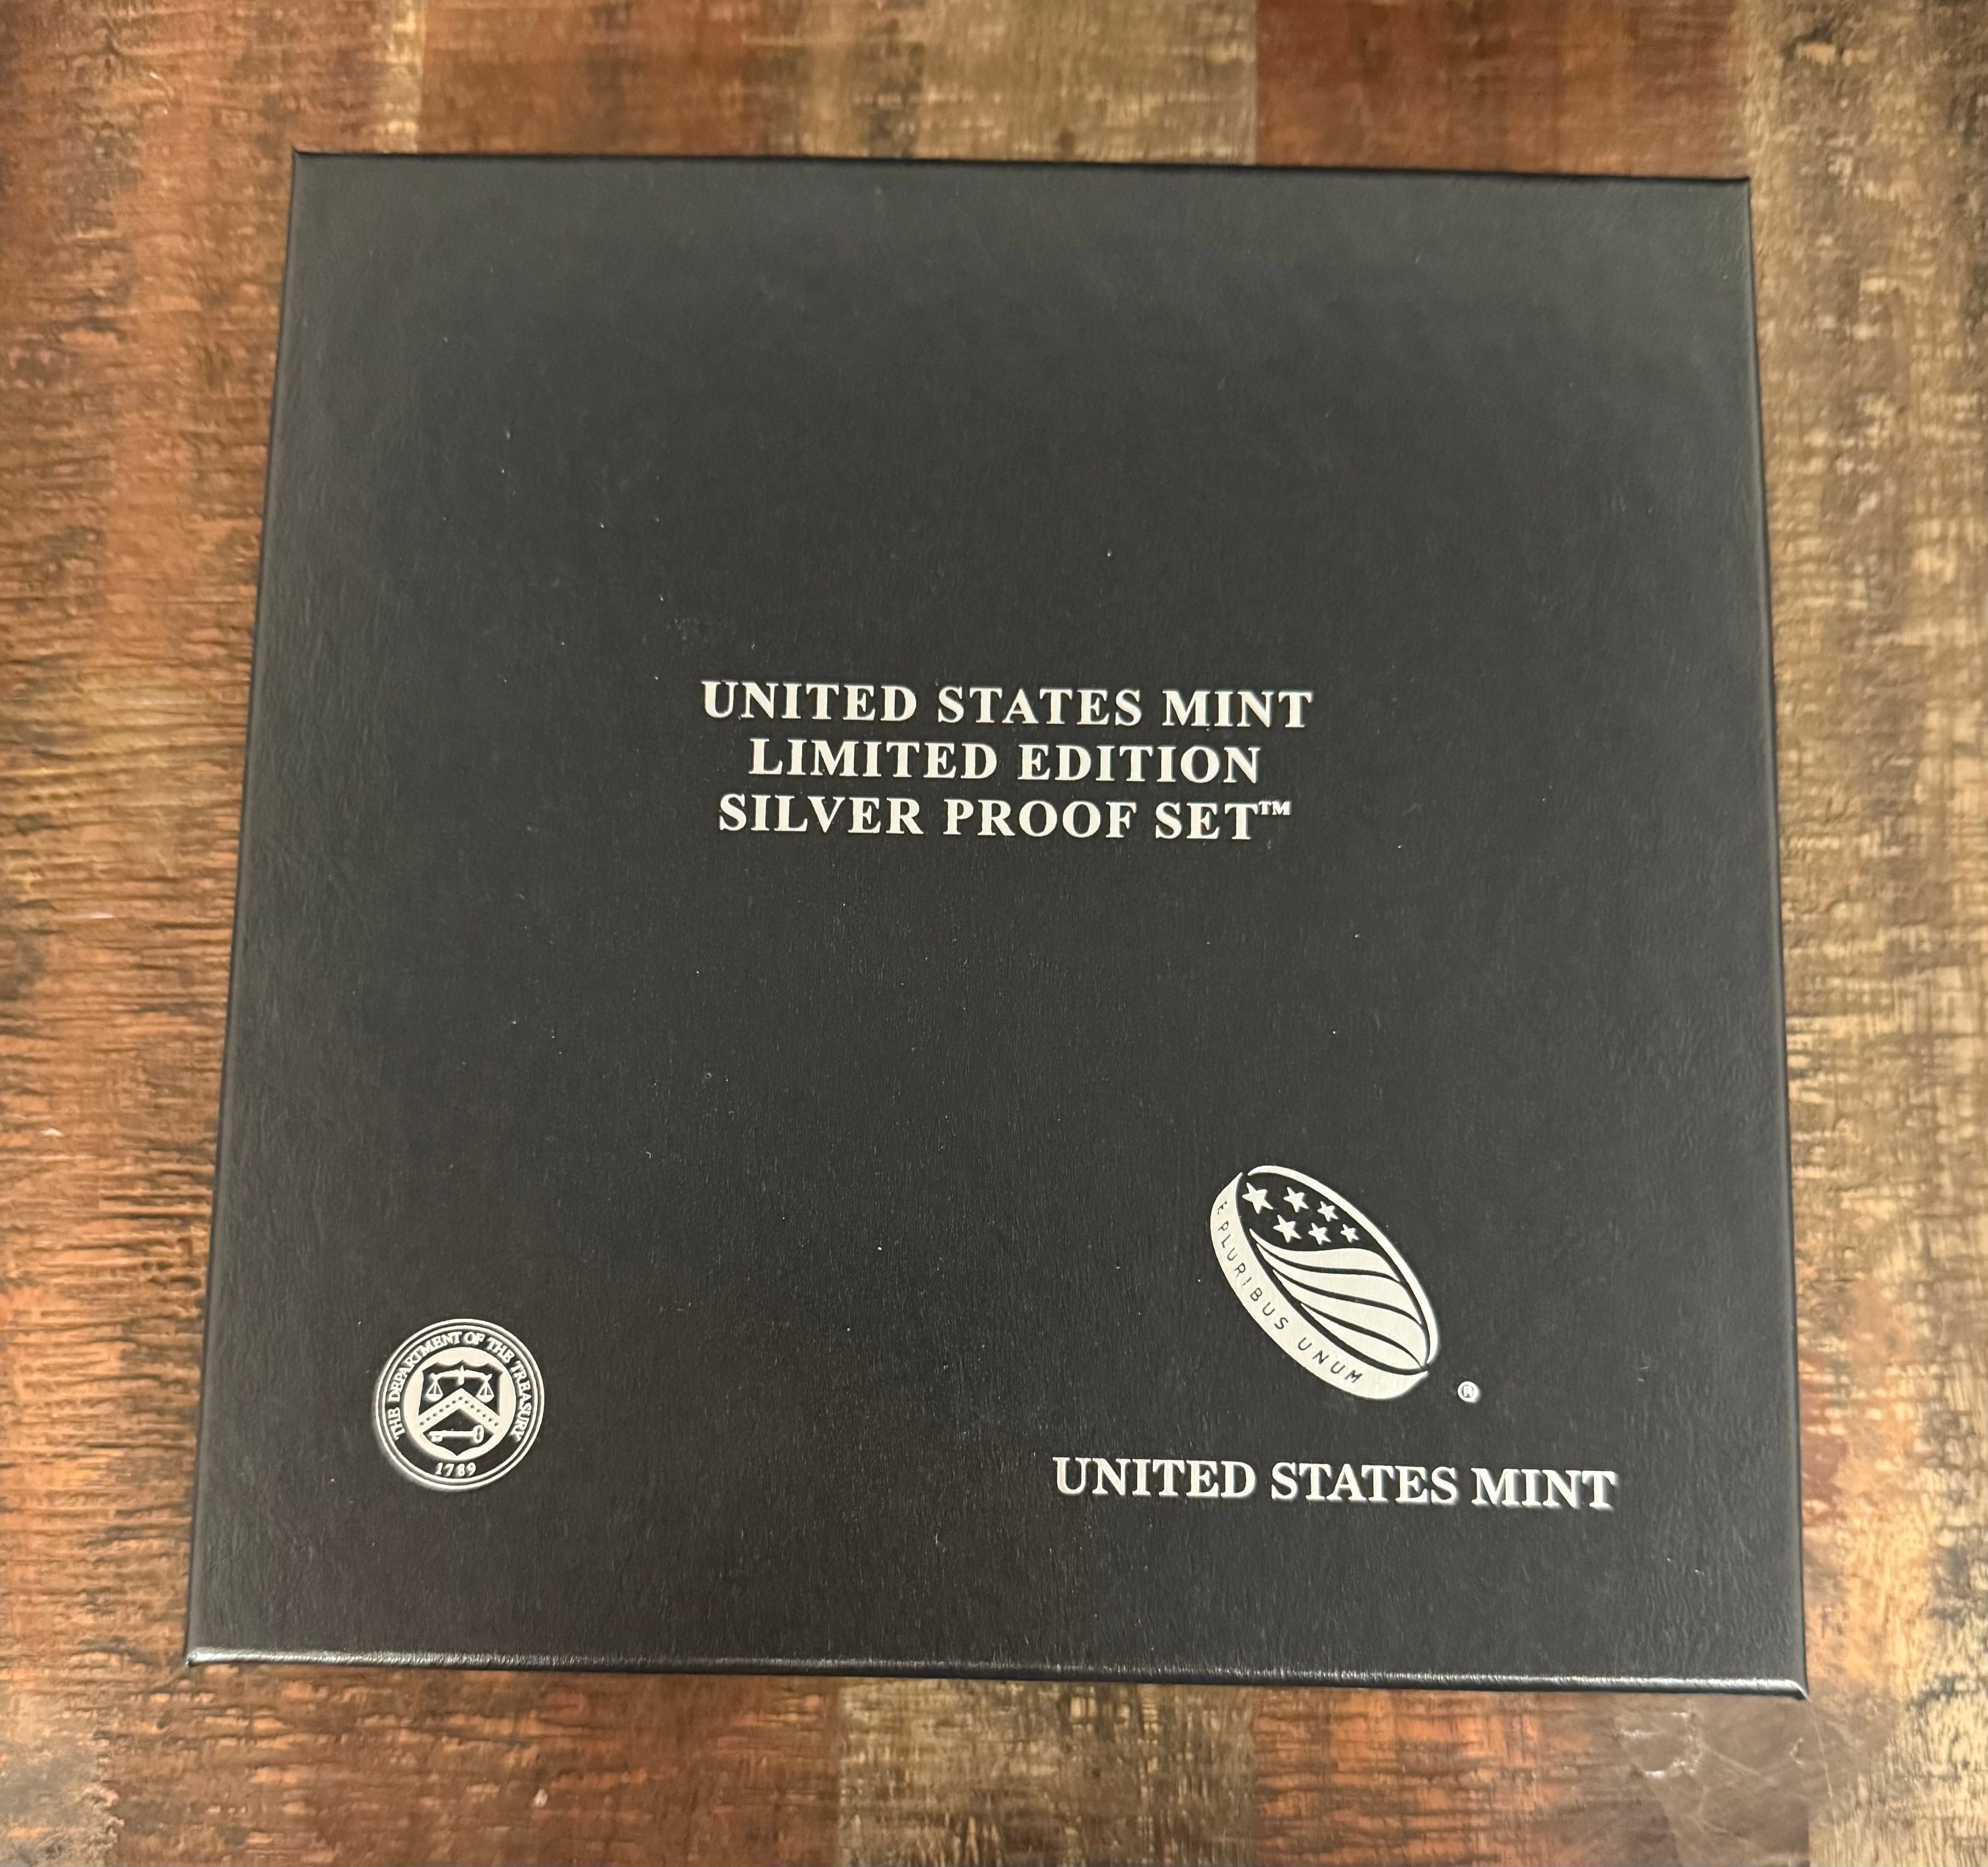 UNITED STATES MINT
LIMITED EDITION
SILVER PROOF SET™
E PLURIBUS UNUM
®
THE DEPARTMENT OF THE TREASURY
1789
UNITED STATES MINT